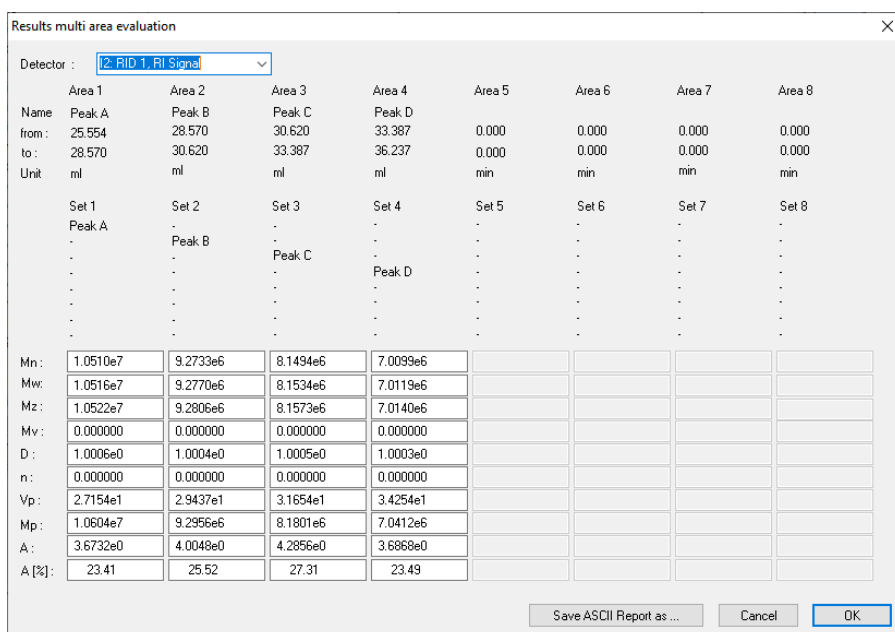 Results multi area evaluation
Detector : I2: RID 1, RI Signal
Area 1 Area 2 Area 3 Area 4 Area 5 Area 6 Area 7 Area 8
Name Peak A Peak B Peak C Peak D
from : 25.554 28.570 30.620 33.387 0.000 0.000 0.000 0.000
to : 28.570 30.620 33.387 36.237 0.000 0.000 0.000 0.000
Unit ml ml ml ml min min min min
Set 1 Set 2 Set 3 Set 4 Set 5 Set 6 Set 7 Set 8
Peak A - - - - - - -
- Peak B - - - - - -
- - Peak C - - - - -
- - - Peak D - - - -
- - - - - - - -
- - - - - - - -
- - - - - - - -
- - - - - - - -
Mn : 1.0510e7 9.2733e6 8.1494e6 7.0099e6
Mw: 1.0516e7 9.2770e6 8.1534e6 7.0119e6
Mz : 1.0522e7 9.2806e6 8.1573e6 7.0140e6
Mv : 0.000000 0.000000 0.000000 0.000000
D : 1.0006e0 1.0004e0 1.0005e0 1.0003e0
n : 0.000000 0.000000 0.000000 0.000000
Vp : 2.7154e1 2.9437e1 3.1654e1 3.4254e1
Mp : 1.0604e7 9.2956e6 8.1801e6 7.0412e6
A : 3.6732e0 4.0048e0 4.2856e0 3.6868e0
A [%] : 23.41 25.52 27.31 23.49
Save ASCII Report as ... Cancel OK